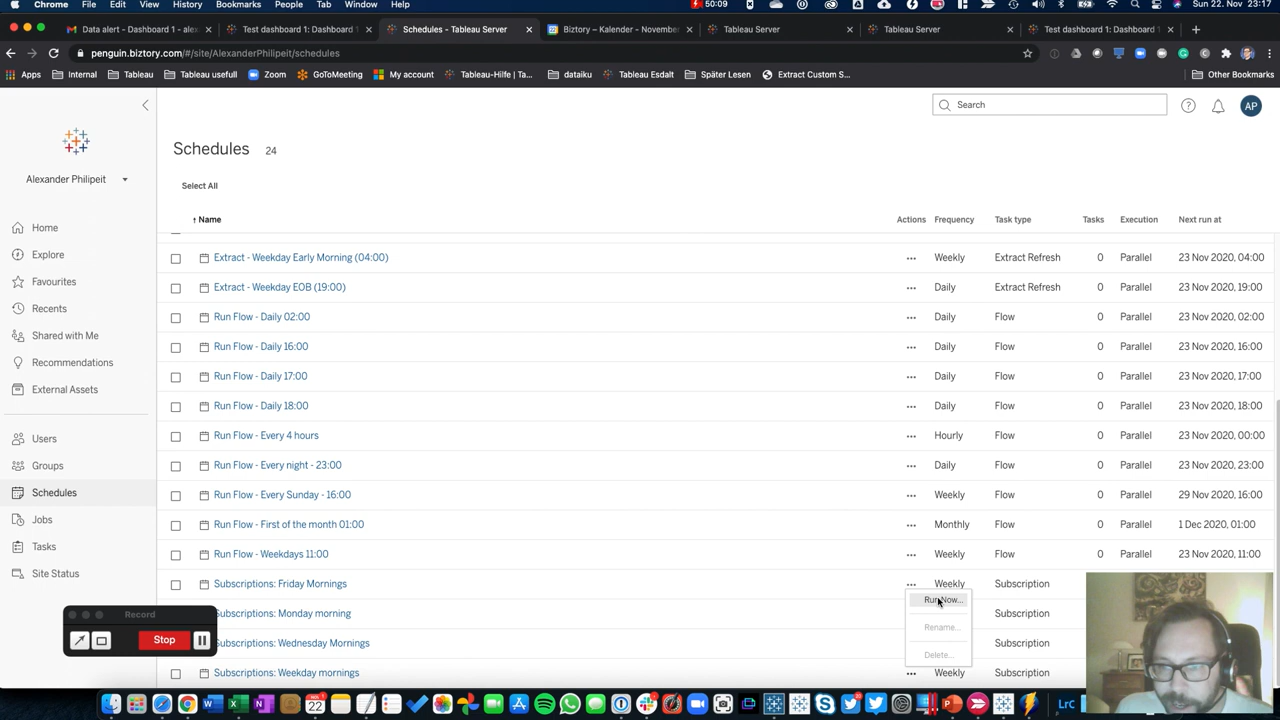 Chrome File Edit View History Bookmarks People Tab Window Help 50:09 Sun 22. Nov 23:17
Data alert - Dashboard 1 - alex Test dashboard 1: Dashboard 1 Schedules - Tableau Server Biztory – Kalender - November Tableau Server Tableau Server Test dashboard 1: Dashboard 1
penguin.biztory.com/#/site/AlexanderPhilipeit/schedules
Apps Internal Tableau Tableau usefull Zoom GoToMeeting My account Tableau-Hilfe | Ta... dataiku Tableau Esdalt Später Lesen Extract Custom S... Other Bookmarks
Search AP
Schedules 24
Alexander Philipeit
Select All
Name Actions Frequency Task type Tasks Execution Next run at
Home
Explore
Favourites
Recents
Shared with Me
Recommendations
External Assets
Users
Groups
Schedules
Jobs
Tasks
Site Status
Extract - Weekday Early Morning (04:00) ... Weekly Extract Refresh 0 Parallel 23 Nov 2020, 04:00
Extract - Weekday EOB (19:00) ... Daily Extract Refresh 0 Parallel 23 Nov 2020, 19:00
Run Flow - Daily 02:00 ... Daily Flow 0 Parallel 23 Nov 2020, 02:00
Run Flow - Daily 16:00 ... Daily Flow 0 Parallel 23 Nov 2020, 16:00
Run Flow - Daily 17:00 ... Daily Flow 0 Parallel 23 Nov 2020, 17:00
Run Flow - Daily 18:00 ... Daily Flow 0 Parallel 23 Nov 2020, 18:00
Run Flow - Every 4 hours ... Hourly Flow 0 Parallel 23 Nov 2020, 00:00
Run Flow - Every night - 23:00 ... Daily Flow 0 Parallel 23 Nov 2020, 23:00
Run Flow - Every Sunday - 16:00 ... Weekly Flow 0 Parallel 29 Nov 2020, 16:00
Run Flow - First of the month 01:00 ... Monthly Flow 0 Parallel 1 Dec 2020, 01:00
Run Flow - Weekdays 11:00 ... Weekly Flow 0 Parallel 23 Nov 2020, 11:00
Subscriptions: Friday Mornings ... Weekly Subscription
Subscriptions: Monday morning Subscription
Subscriptions: Wednesday Mornings Subscription
Subscriptions: Weekday mornings ... Weekly Subscription
Run Now...
Rename...
Delete...
Record
Stop